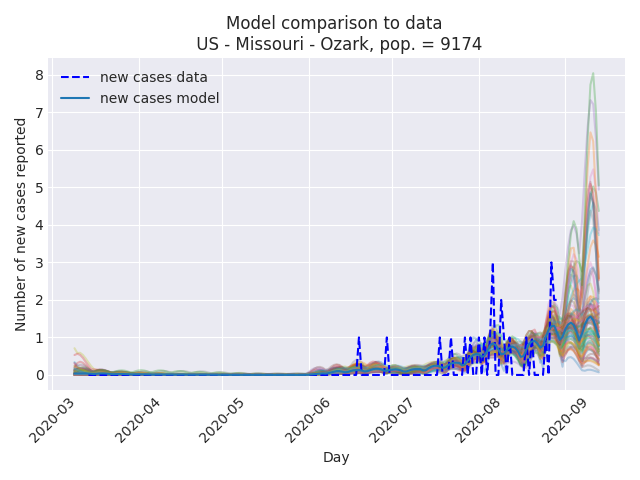 Model comparison to data
US - Missouri - Ozark, pop. = 9174
new cases data
new cases model
Number of new cases reported
8
7
6
5
4
3
2
1
0
2020-03
2020-04
2020-05
2020-06
2020-07
2020-08
2020-09
Day